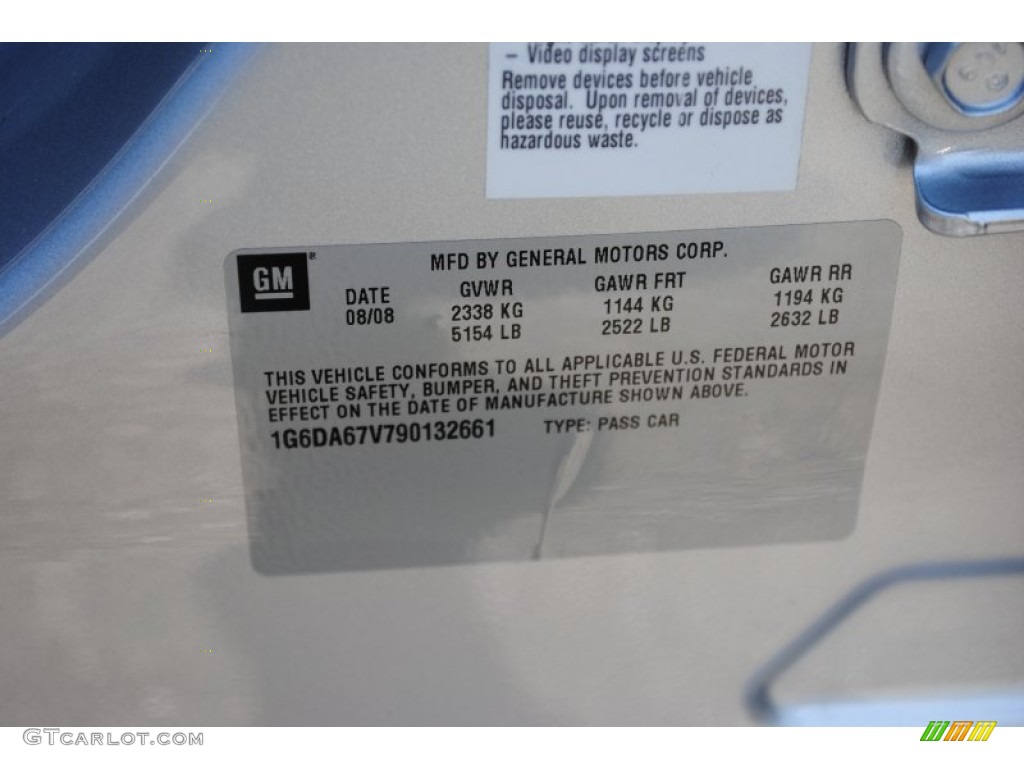 – Video display screens
Remove devices before vehicle
disposal. Upon removal of devices,
please reuse, recycle or dispose as
hazardous waste.
GM®
MFD BY GENERAL MOTORS CORP.
DATE GVWR GAWR FRT GAWR RR
08/08 2338 KG 1144 KG 1194 KG
5154 LB 2522 LB 2632 LB
THIS VEHICLE CONFORMS TO ALL APPLICABLE U.S. FEDERAL MOTOR
VEHICLE SAFETY, BUMPER, AND THEFT PREVENTION STANDARDS IN
EFFECT ON THE DATE OF MANUFACTURE SHOWN ABOVE.
1G6DA67V790132661 TYPE: PASS CAR
GTCarLot.com